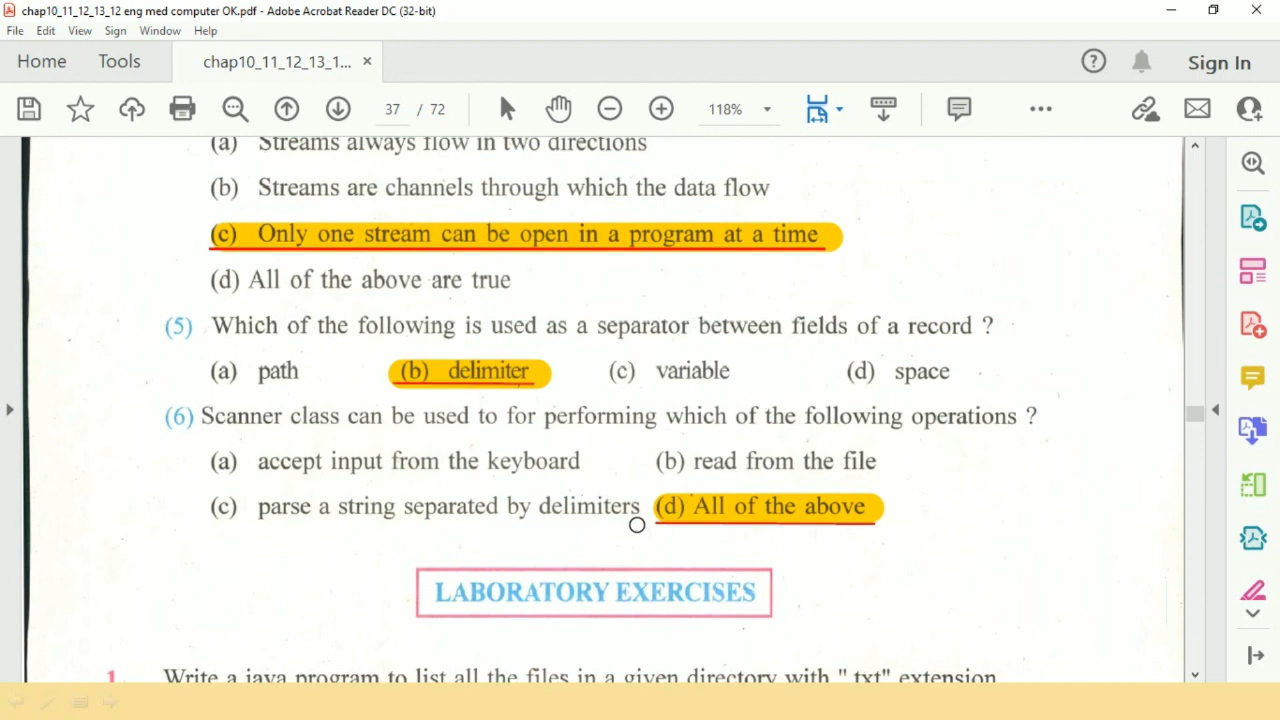 chap10_11_12_13_12 eng med computer OK.pdf - Adobe Acrobat Reader DC (32-bit)
File Edit View Sign Window Help
Home Tools chap10_11_12_13_1... × Sign In
37 / 72 118%
(a) Streams always flow in two directions
(b) Streams are channels through which the data flow
(c) Only one stream can be open in a program at a time
(d) All of the above are true
(5) Which of the following is used as a separator between fields of a record ?
(a) path (b) delimiter (c) variable (d) space
(6) Scanner class can be used to for performing which of the following operations ?
(a) accept input from the keyboard (b) read from the file
(c) parse a string separated by delimiters (d) All of the above
LABORATORY EXERCISES
1. Write a java program to list all the files in a given directory with ".txt" extension